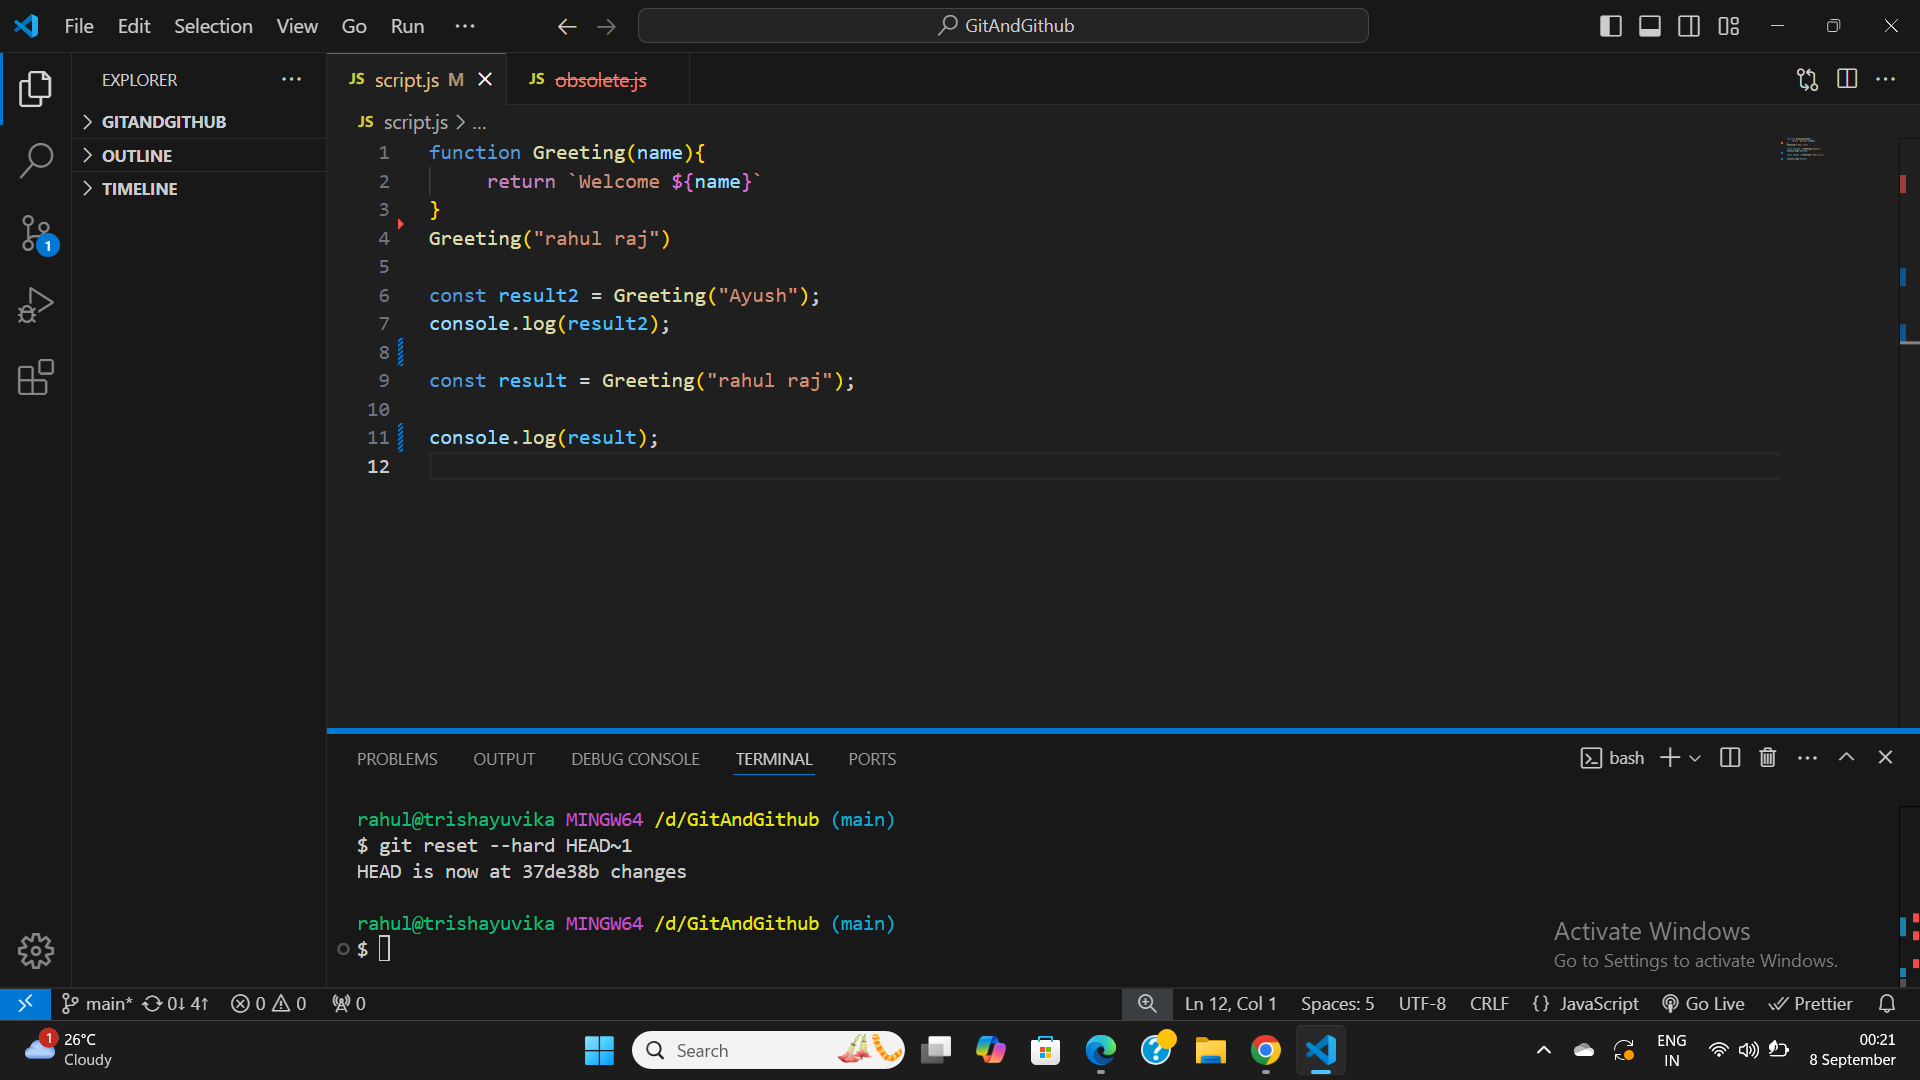 File Edit Selection View Go Run ··· GitAndGithub
EXPLORER ···
GITANDGITHUB
OUTLINE
TIMELINE
1
JS script.js M JS obsolete.js
JS script.js > ...
1 function Greeting(name){
2 return `Welcome ${name}`
3 }
4 Greeting("rahul raj")
5
6 const result2 = Greeting("Ayush");
7 console.log(result2);
8
9 const result = Greeting("rahul raj");
10
11 console.log(result);
12
PROBLEMS OUTPUT DEBUG CONSOLE TERMINAL PORTS bash
rahul@trishayuvika MINGW64 /d/GitAndGithub (main)
$ git reset --hard HEAD~1
HEAD is now at 37de38b changes
rahul@trishayuvika MINGW64 /d/GitAndGithub (main)
$
Activate Windows
Go to Settings to activate Windows.
main* 0↓ 4↑ 0 0 0 Ln 12, Col 1 Spaces: 5 UTF-8 CRLF {} JavaScript Go Live Prettier
1 26°C
Cloudy
Search
ENG
IN
00:21
8 September